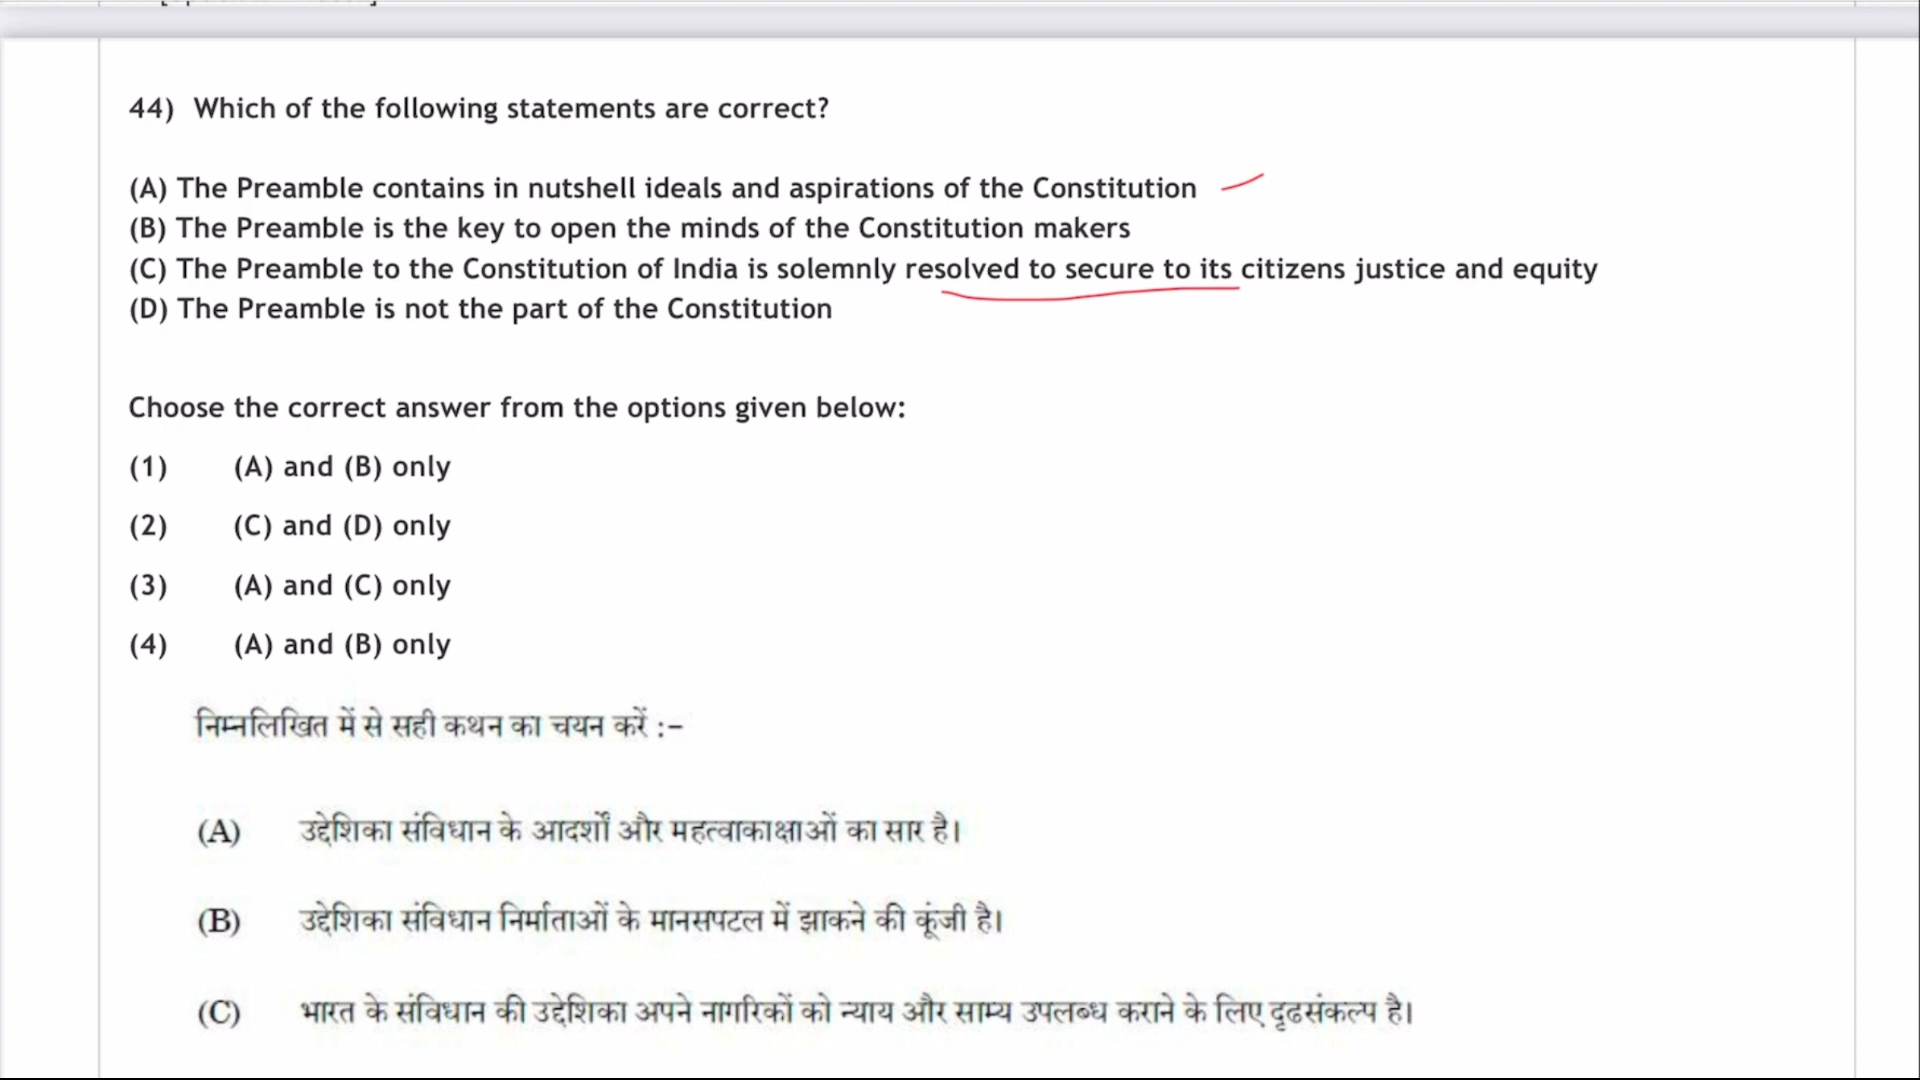 44) Which of the following statements are correct?
(A) The Preamble contains in nutshell ideals and aspirations of the Constitution
(B) The Preamble is the key to open the minds of the Constitution makers
(C) The Preamble to the Constitution of India is solemnly resolved to secure to its citizens justice and equity
(D) The Preamble is not the part of the Constitution
Choose the correct answer from the options given below:
(1) (A) and (B) only
(2) (C) and (D) only
(3) (A) and (C) only
(4) (A) and (B) only
निम्नलिखित में से सही कथन का चयन करें :–
(A) उद्देशिका संविधान के आदर्शों और महत्वाकाक्षाओं का सार है।
(B) उद्देशिका संविधान निर्माताओं के मानसपटल में झाकने की कूंजी है।
(C) भारत के संविधान की उद्देशिका अपने नागरिकों को न्याय और साम्य उपलब्ध कराने के लिए दृढसंकल्प है।